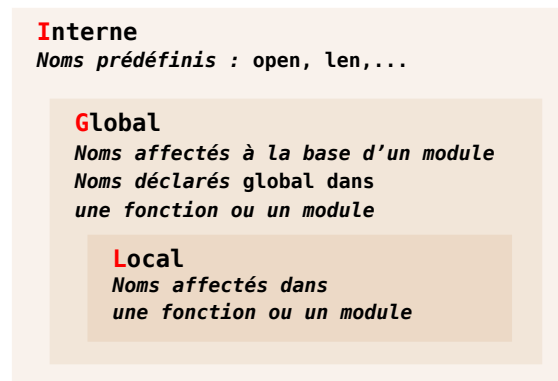 Interne
Noms prédéfinis : open, len,...
Global
Noms affectés à la base d’un module
Noms déclarés global dans
une fonction ou un module
Local
Noms affectés dans
une fonction ou un module